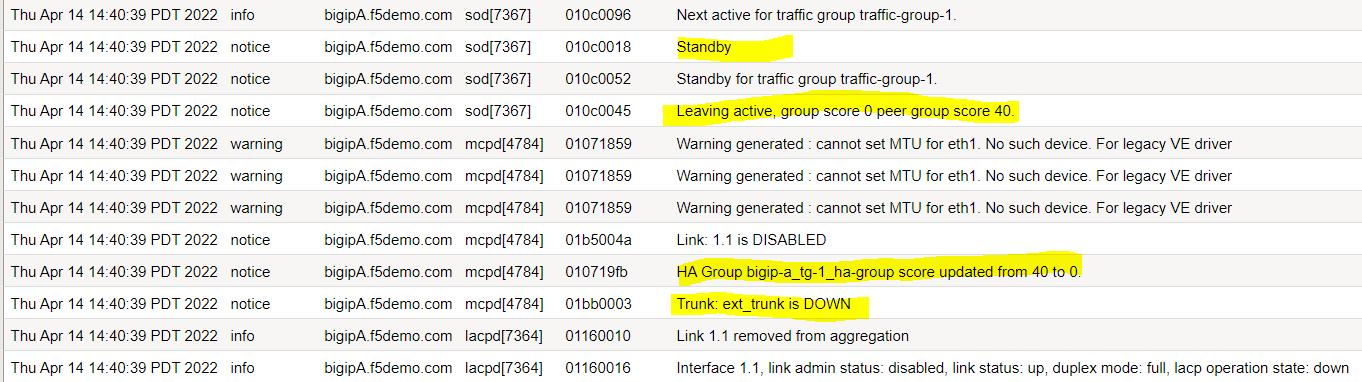 Thu Apr 14 14:40:39 PDT 2022 info bigipA.f5demo.com sod[7367] 010c0096 Next active for traffic group traffic-group-1.
Thu Apr 14 14:40:39 PDT 2022 notice bigipA.f5demo.com sod[7367] 010c0018 Standby
Thu Apr 14 14:40:39 PDT 2022 notice bigipA.f5demo.com sod[7367] 010c0052 Standby for traffic group traffic-group-1.
Thu Apr 14 14:40:39 PDT 2022 notice bigipA.f5demo.com sod[7367] 010c0045 Leaving active, group score 0 peer group score 40.
Thu Apr 14 14:40:39 PDT 2022 warning bigipA.f5demo.com mcpd[4784] 01071859 Warning generated : cannot set MTU for eth1. No such device. For legacy VE driver
Thu Apr 14 14:40:39 PDT 2022 warning bigipA.f5demo.com mcpd[4784] 01071859 Warning generated : cannot set MTU for eth1. No such device. For legacy VE driver
Thu Apr 14 14:40:39 PDT 2022 warning bigipA.f5demo.com mcpd[4784] 01071859 Warning generated : cannot set MTU for eth1. No such device. For legacy VE driver
Thu Apr 14 14:40:39 PDT 2022 notice bigipA.f5demo.com mcpd[4784] 01b5004a Link: 1.1 is DISABLED
Thu Apr 14 14:40:39 PDT 2022 notice bigipA.f5demo.com mcpd[4784] 010719fb HA Group bigip-a_tg-1_ha-group score updated from 40 to 0.
Thu Apr 14 14:40:39 PDT 2022 notice bigipA.f5demo.com mcpd[4784] 01bb0003 Trunk: ext_trunk is DOWN
Thu Apr 14 14:40:39 PDT 2022 info bigipA.f5demo.com lacpd[7364] 01160010 Link 1.1 removed from aggregation
Thu Apr 14 14:40:39 PDT 2022 info bigipA.f5demo.com lacpd[7364] 01160016 Interface 1.1, link admin status: disabled, link status: up, duplex mode: full, lacp operation state: down